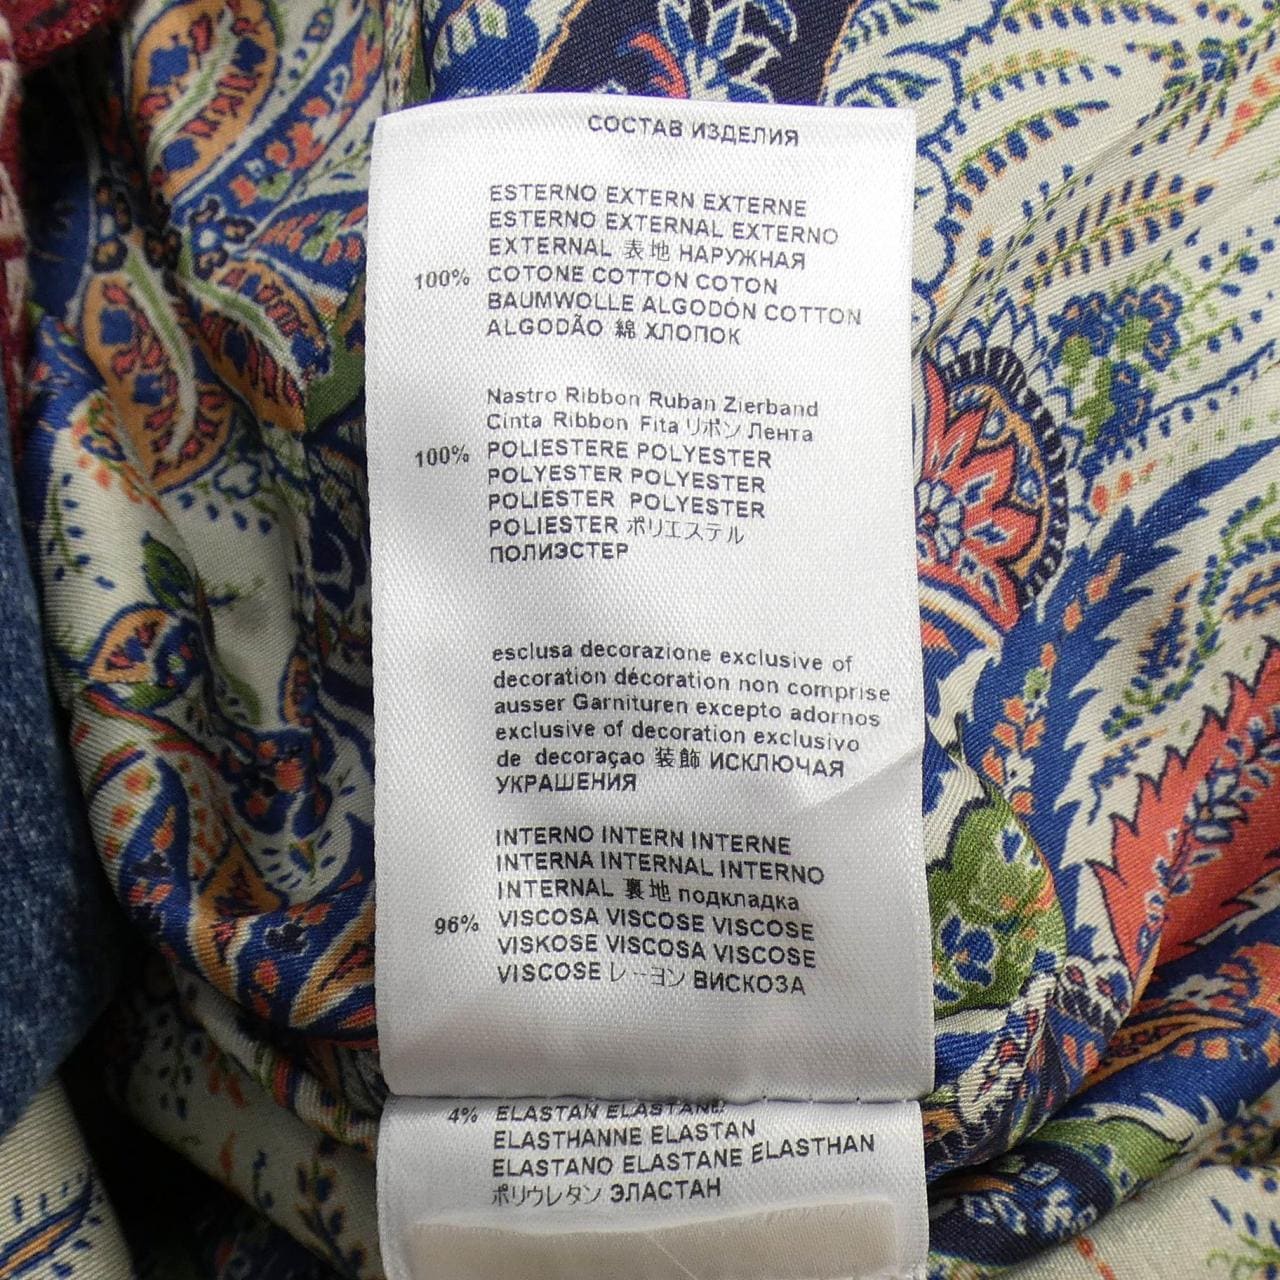 СОСТАВ ИЗДЕЛИЯ
ESTERNO EXTERN EXTERNE
ESTERNO EXTERNAL EXTERNO
EXTERNAL 表地 НАРУЖНАЯ
100% COTONE COTTON COTON
BAUMWOLLE ALGODÓN COTTON
ALGODÃO 綿 ХЛОПОК
Nastro Ribbon Ruban Zierband
Cinta Ribbon Fita リボン Лента
100% POLIESTERE POLYESTER
POLYESTER POLYESTER
POLIÉSTER POLYESTER
POLIESTER ポリエステル
ПОЛИЭСТЕР
esclusa decorazione exclusive of
decoration décoration non comprise
ausser Garnituren excepto adornos
exclusive of decoration exclusivo
de decoraçao 装飾 ИСКЛЮЧАЯ
УКРАШЕНИЯ
INTERNO INTERN INTERNE
INTERNA INTERNAL INTERNO
INTERNAL 裏地 подкладка
96% VISCOSA VISCOSE VISCOSE
VISKOSE VISCOSA VISCOSE
VISCOSE レーヨン ВИСКОЗА
4% ELASTAN ELASTANE
ELASTHANNE ELASTAN
ELASTANO ELASTANE ELASTHAN
ポリウレタン ЭЛАСТАН